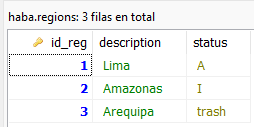 haba.regions: 3 filas en total
id_reg description status
1 Lima A
2 Amazonas I
3 Arequipa trash